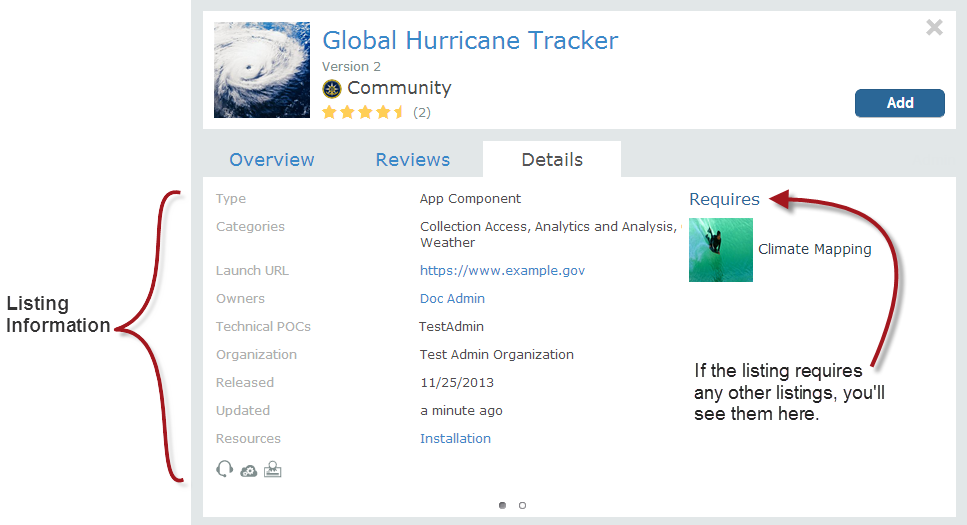 Global Hurricane Tracker
Version 2
Community
(2)
Add
Overview
Reviews
Details
Type
App Component
Categories
Collection Access, Analytics and Analysis,
Weather
Launch URL
https://www.example.gov
Owners
Doc Admin
Technical POCs
TestAdmin
Organization
Test Admin Organization
Released
11/25/2013
Updated
a minute ago
Resources
Installation
Requires
Climate Mapping
Listing
Information
If the listing requires
any other listings, you'll
see them here.